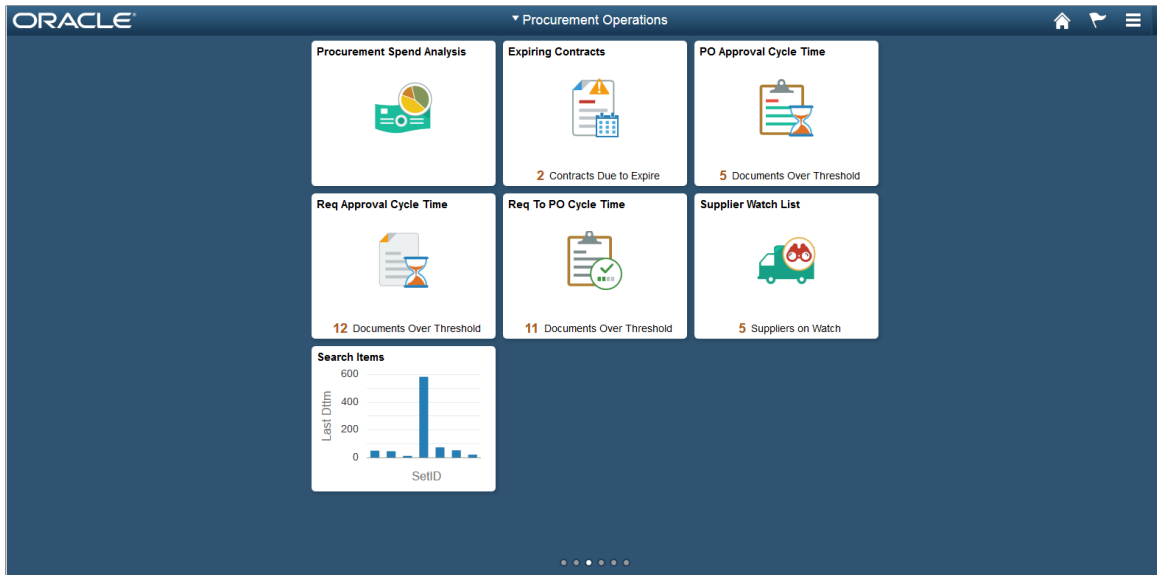 ORACLE
Procurement Operations
Procurement Spend Analysis
Expiring Contracts
2 Contracts Due to Expire
PO Approval Cycle Time
5 Documents Over Threshold
Req Approval Cycle Time
12 Documents Over Threshold
Req To PO Cycle Time
11 Documents Over Threshold
Supplier Watch List
5 Suppliers on Watch
Search Items
600
400
200
0
Last Dttm
SetID